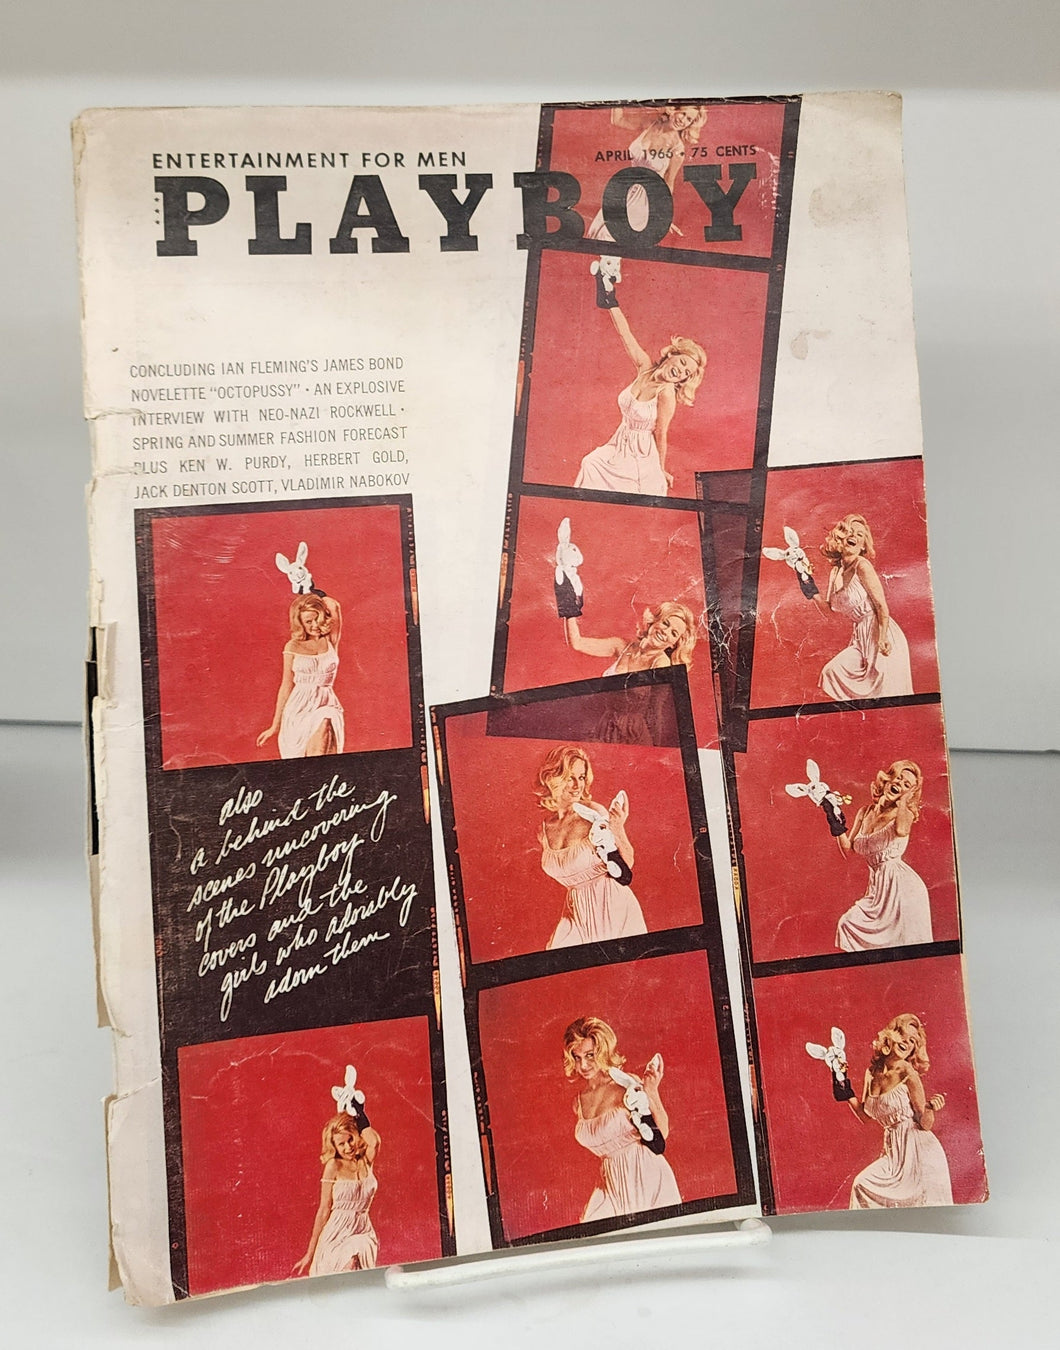 ENTERTAINMENT FOR MEN
APRIL 1966 • 75 CENTS
PLAYBOY
CONCLUDING IAN FLEMING'S JAMES BOND
NOVELETTE "OCTOPUSSY" • AN EXPLOSIVE
INTERVIEW WITH NEO-NAZI ROCKWELL •
SPRING AND SUMMER FASHION FORECAST
PLUS KEN W. PURDY, HERBERT GOLD,
JACK DENTON SCOTT, VLADIMIR NABOKOV
also
a behind the
scenes uncovering
of the Playboy
covers and the
girls who adorably
adorn them